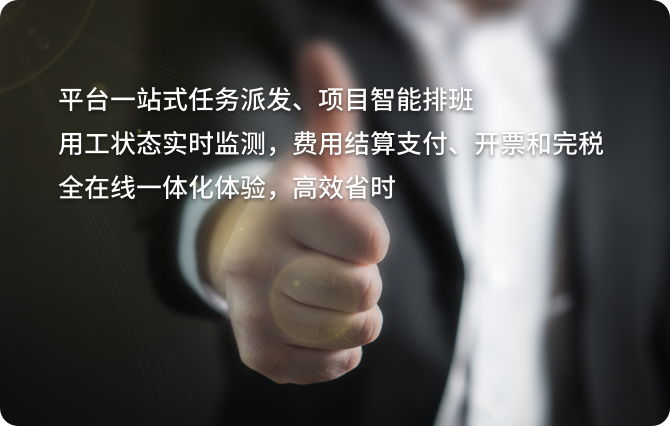 平台一站式任务派发、项目智能排班
用工状态实时监测，费用结算支付、开票和完税
全在线一体化体验，高效省时